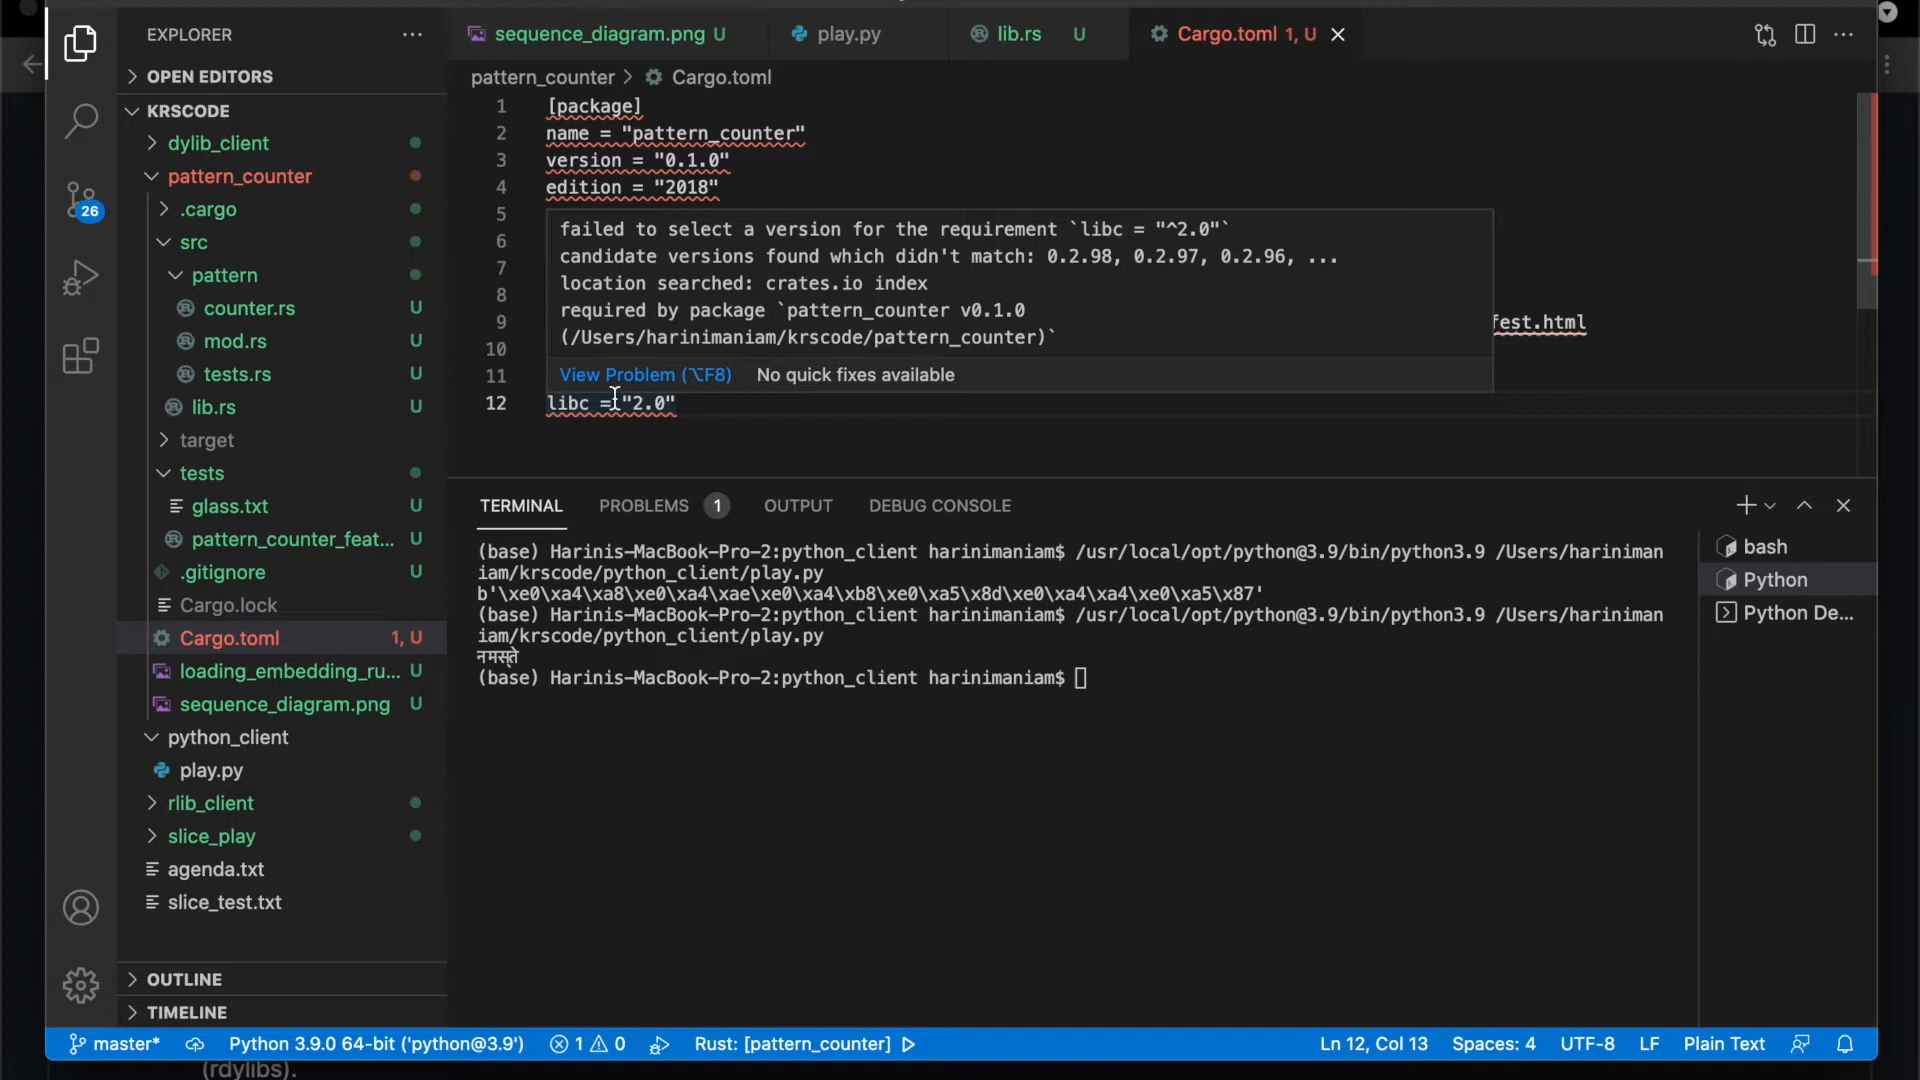 EXPLORER
sequence_diagram.png U
play.py
lib.rs U
Cargo.toml 1, U
OPEN EDITORS
KRSCODE
dylib_client
pattern_counter
.cargo
src
pattern
counter.rs U
mod.rs U
tests.rs U
lib.rs U
target
tests
glass.txt U
pattern_counter_feat... U
.gitignore U
Cargo.lock
Cargo.toml 1, U
loading_embedding_ru... U
sequence_diagram.png U
python_client
play.py
rlib_client
slice_play
agenda.txt
slice_test.txt
OUTLINE
TIMELINE
26
pattern_counter > Cargo.toml
1 [package]
2 name = "pattern_counter"
3 version = "0.1.0"
4 edition = "2018"
5
6
7
8
9 fest.html
10
11
12 libc = "2.0"
failed to select a version for the requirement `libc = "^2.0"`
candidate versions found which didn't match: 0.2.98, 0.2.97, 0.2.96, ...
location searched: crates.io index
required by package `pattern_counter v0.1.0
(/Users/harinimaniam/krscode/pattern_counter)`
View Problem (⌥F8) No quick fixes available
TERMINAL PROBLEMS 1 OUTPUT DEBUG CONSOLE
(base) Harinis-MacBook-Pro-2:python_client harinimaniam$ /usr/local/opt/python@3.9/bin/python3.9 /Users/hariniman
iam/krscode/python_client/play.py
b'\xe0\xa4\xa8\xe0\xa4\xae\xe0\xa4\xb8\xe0\xa5\x8d\xe0\xa4\xa4\xe0\xa5\x87'
(base) Harinis-MacBook-Pro-2:python_client harinimaniam$ /usr/local/opt/python@3.9/bin/python3.9 /Users/hariniman
iam/krscode/python_client/play.py
नमस्ते
(base) Harinis-MacBook-Pro-2:python_client harinimaniam$
bash
Python
Python De...
master* Python 3.9.0 64-bit ('python@3.9') 1 0 Rust: [pattern_counter] Ln 12, Col 13 Spaces: 4 UTF-8 LF Plain Text
(rdylibs).